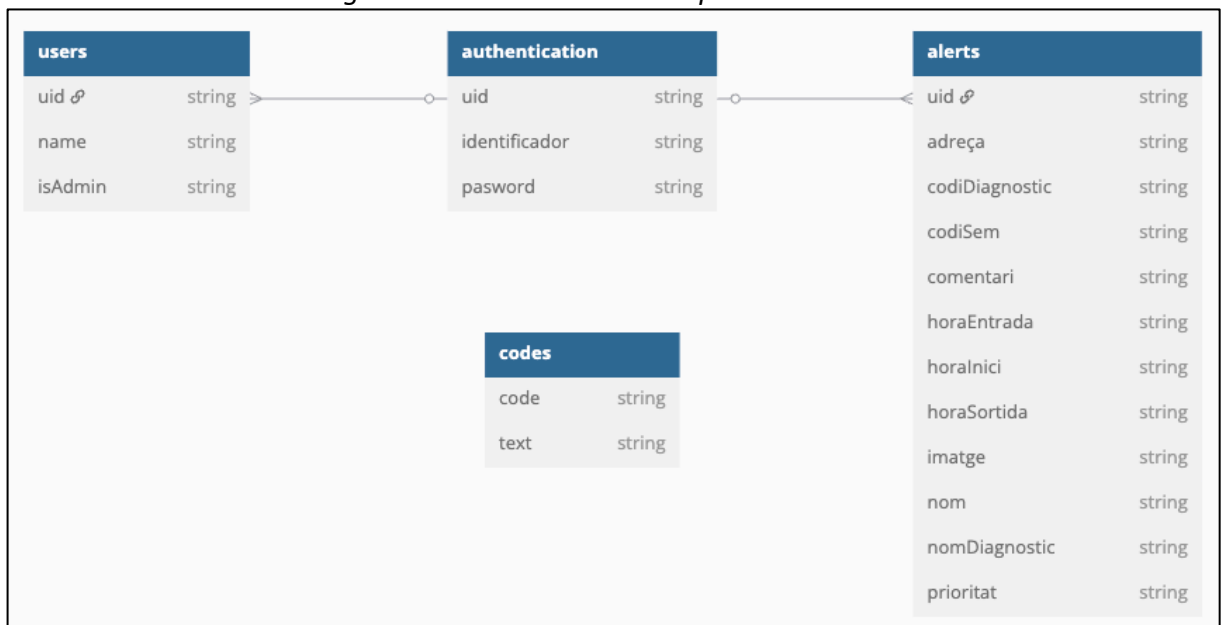 users
uid string
name string
isAdmin string
authentication
uid string
identificador string
pasword string
codes
code string
text string
alerts
uid string
adreça string
codiDiagnostic string
codiSem string
comentari string
horaEntrada string
horaInici string
horaSortida string
imatge string
nom string
nomDiagnostic string
prioritat string